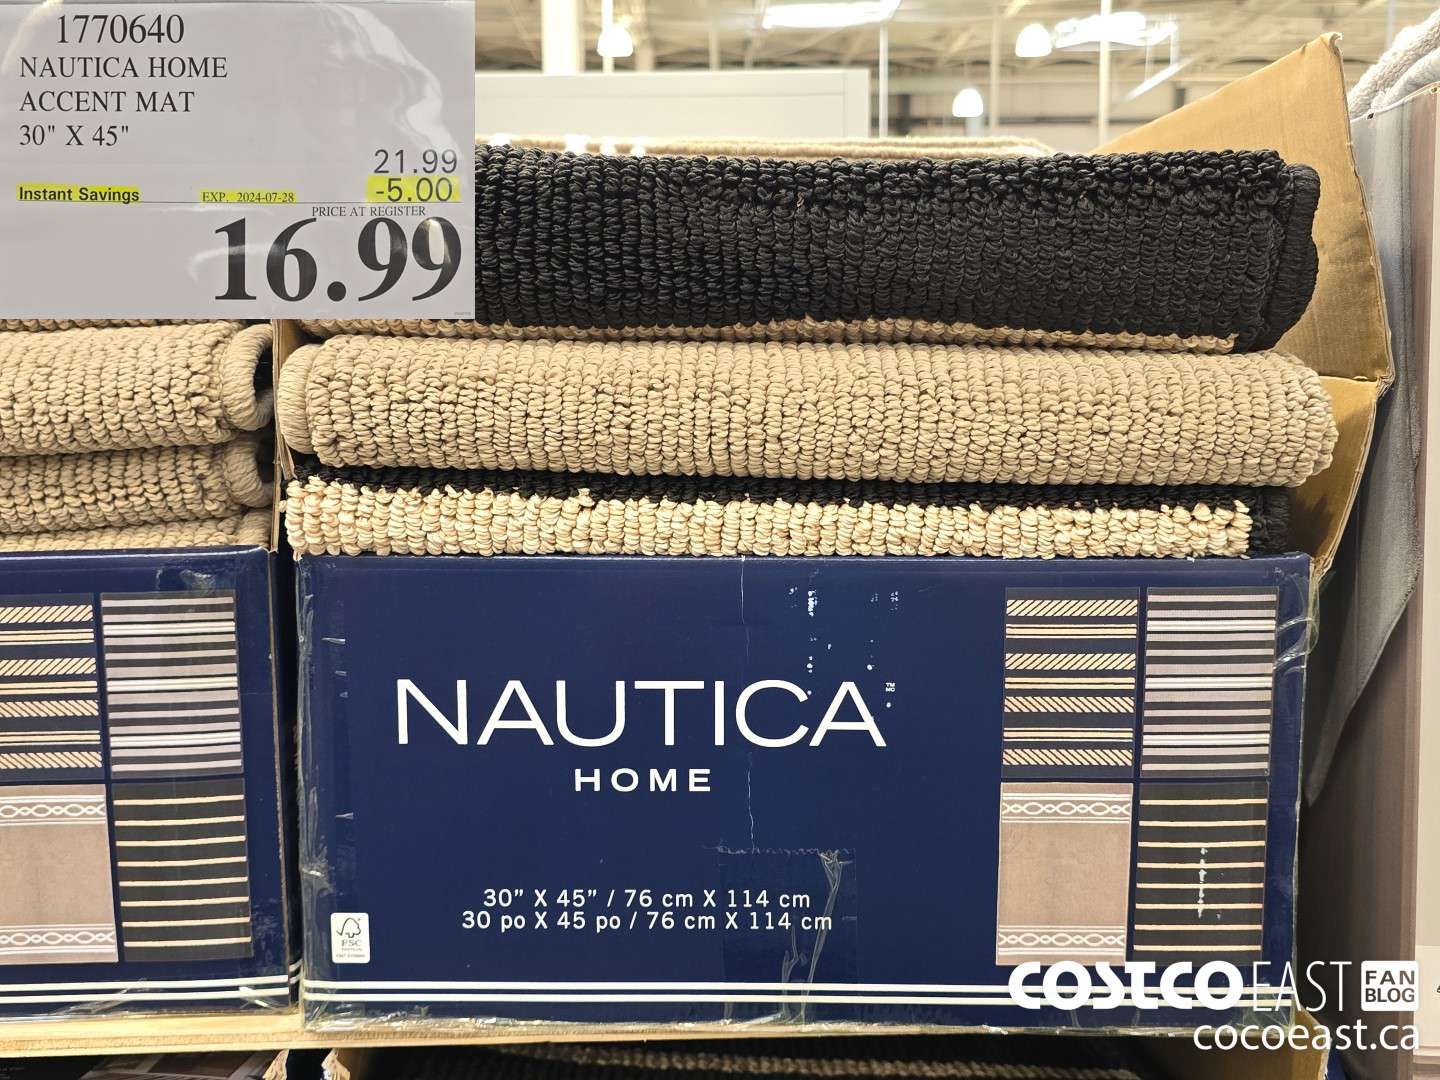 1770640
NAUTICA HOME
ACCENT MAT
30" X 45"
21.99
Instant Savings EXP. 2024-07-28 -5.00
PRICE AT REGISTER
16.99
NAUTICA
TM
MC
HOME
30” X 45” / 76 cm X 114 cm
30 po X 45 po / 76 cm X 114 cm
FSC
COSTCO EAST FAN BLOG
cocoeast.ca